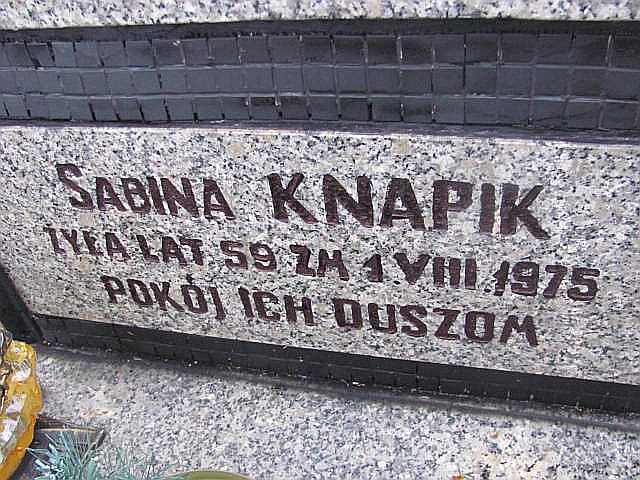 SABINA KNAPIK
ŻYŁA LAT 59 ZM 1.VIII.1975
POKÓJ ICH DUSZOM